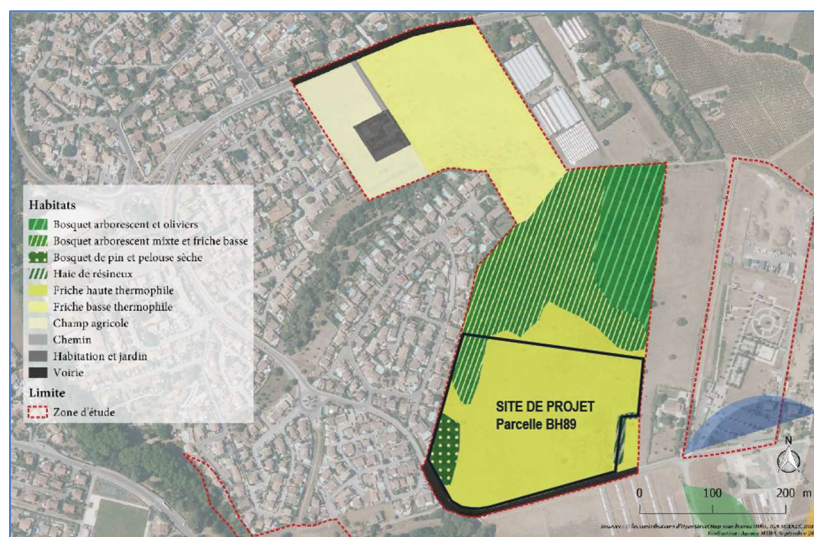 Habitats
Bosquet arborescent et oliviers
Bosquet arborescent mixte et friche basse
Bosquet de pin et pelouse sèche
Haie de résineux
Friche haute thermophile
Friche basse thermophile
Champ agricole
Chemin
Habitation et jardin
Voirie
Limite
Zone d'étude
SITE DE PROJET
Parcelle BH89
N
0 100 200 m